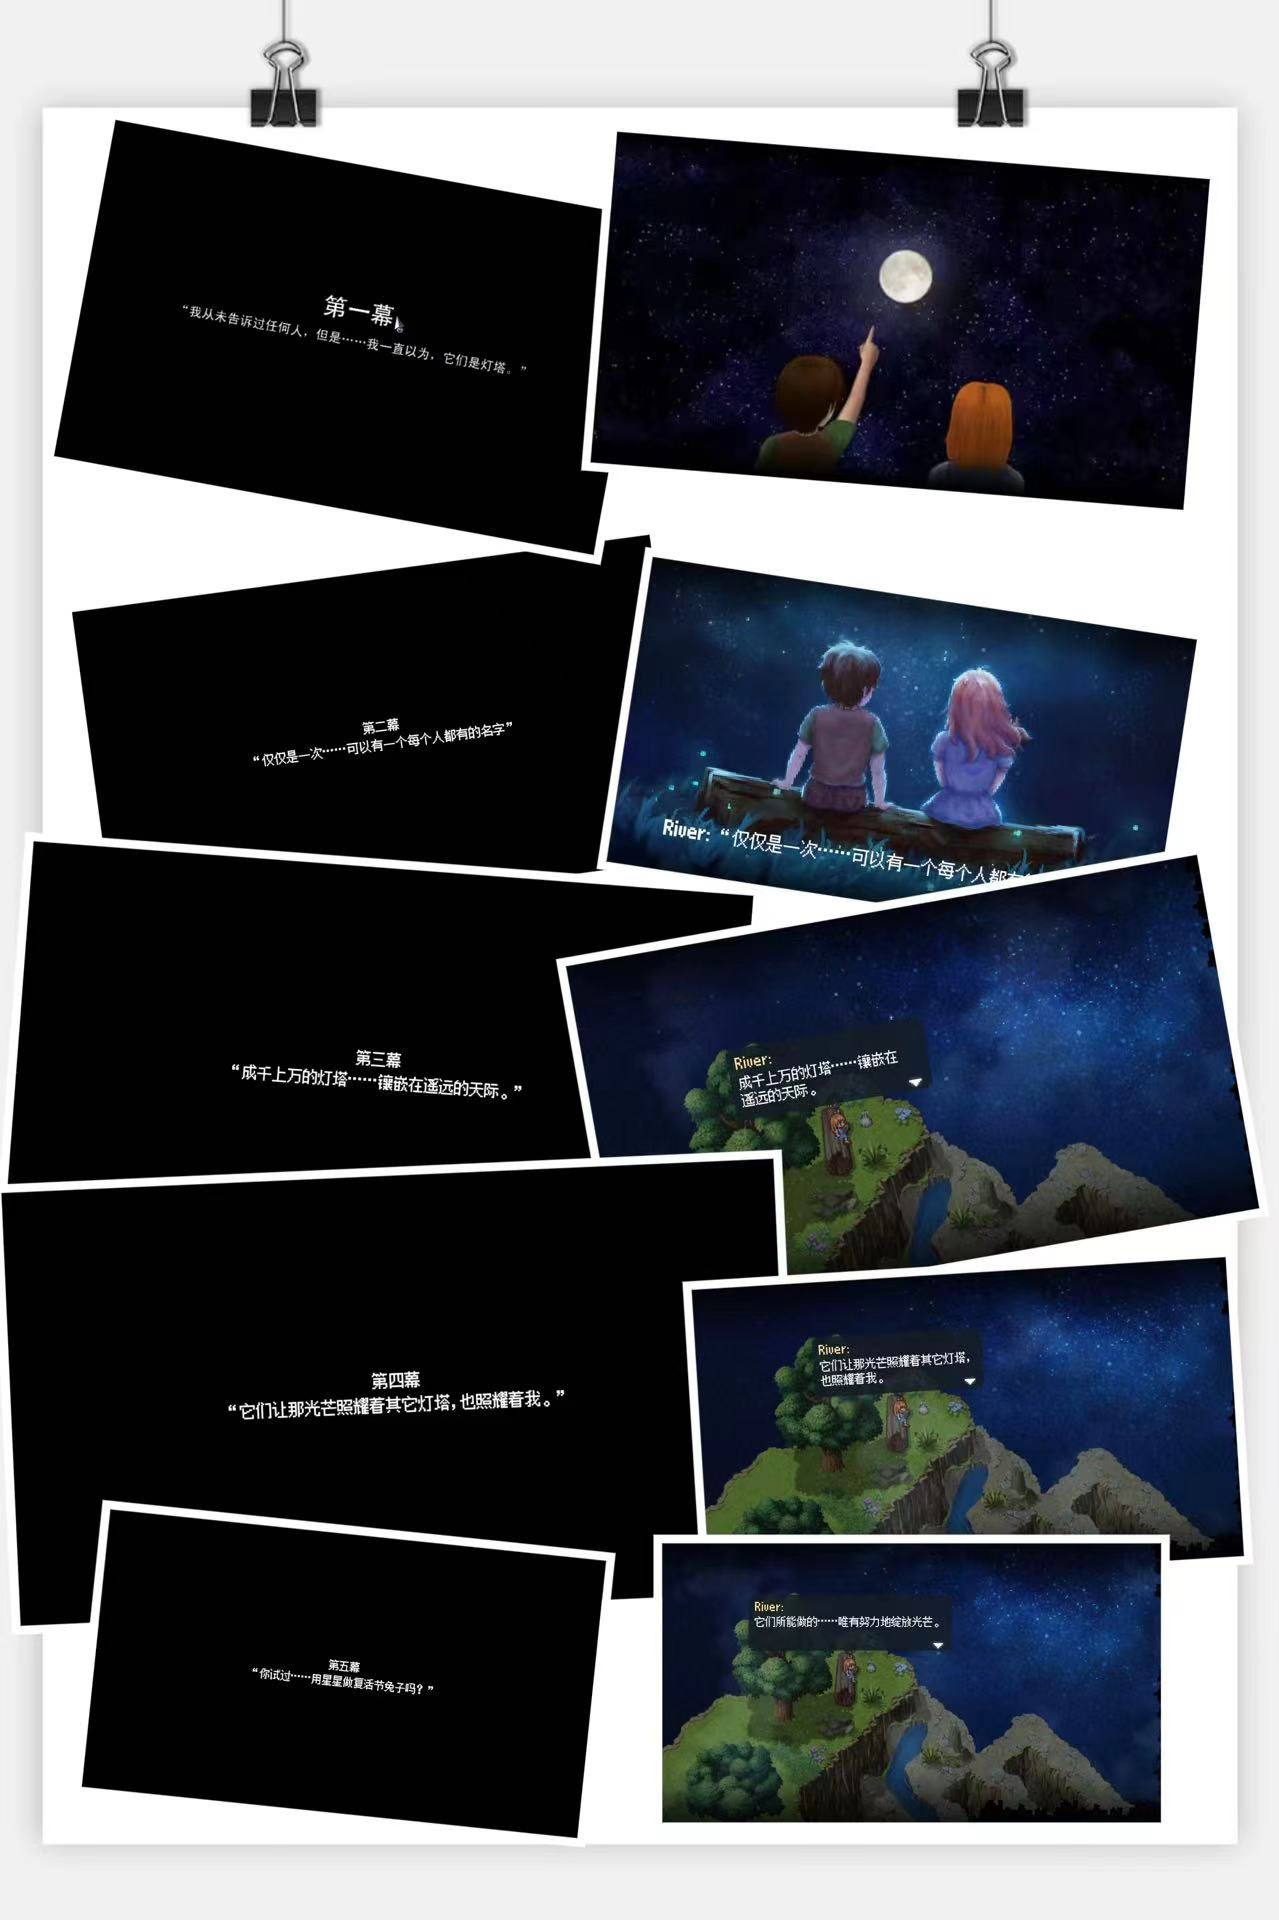 第一幕
“我从未告诉过任何人，但是……我一直以为，它们是灯塔。”
第二幕
“仅仅是一次……可以有一个每个人都有的名字”
River: “仅仅是一次……可以有一个每个人都有
第三幕
“成千上万的灯塔……镶嵌在遥远的天际。”
River:
成千上万的灯塔……镶嵌在
遥远的天际。
第四幕
“它们让那光芒照耀着其它灯塔，也照耀着我。”
River:
它们让那光芒照耀着其它灯塔，
也照耀着我。
第五幕
“你试过……用星星做复活节兔子吗？”
River:
它们所能做的……唯有努力地绽放光芒。